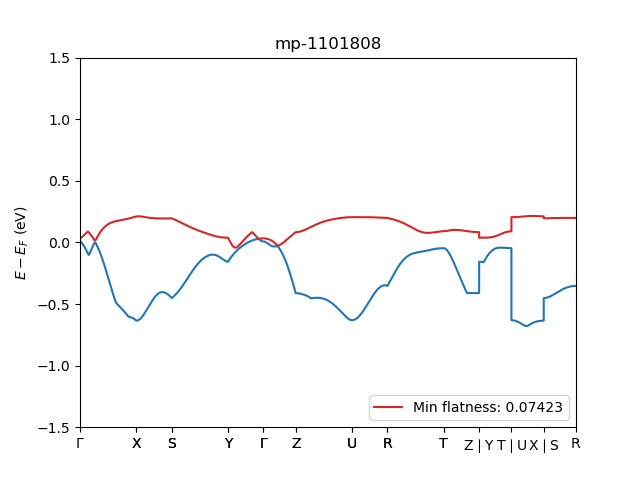 mp-1101808
E − E_F (eV)
1.5
1.0
0.5
0.0
−0.5
−1.0
−1.5
Min flatness: 0.07423
Γ X S Y Γ Z U R T Z | Y T | U X | S R